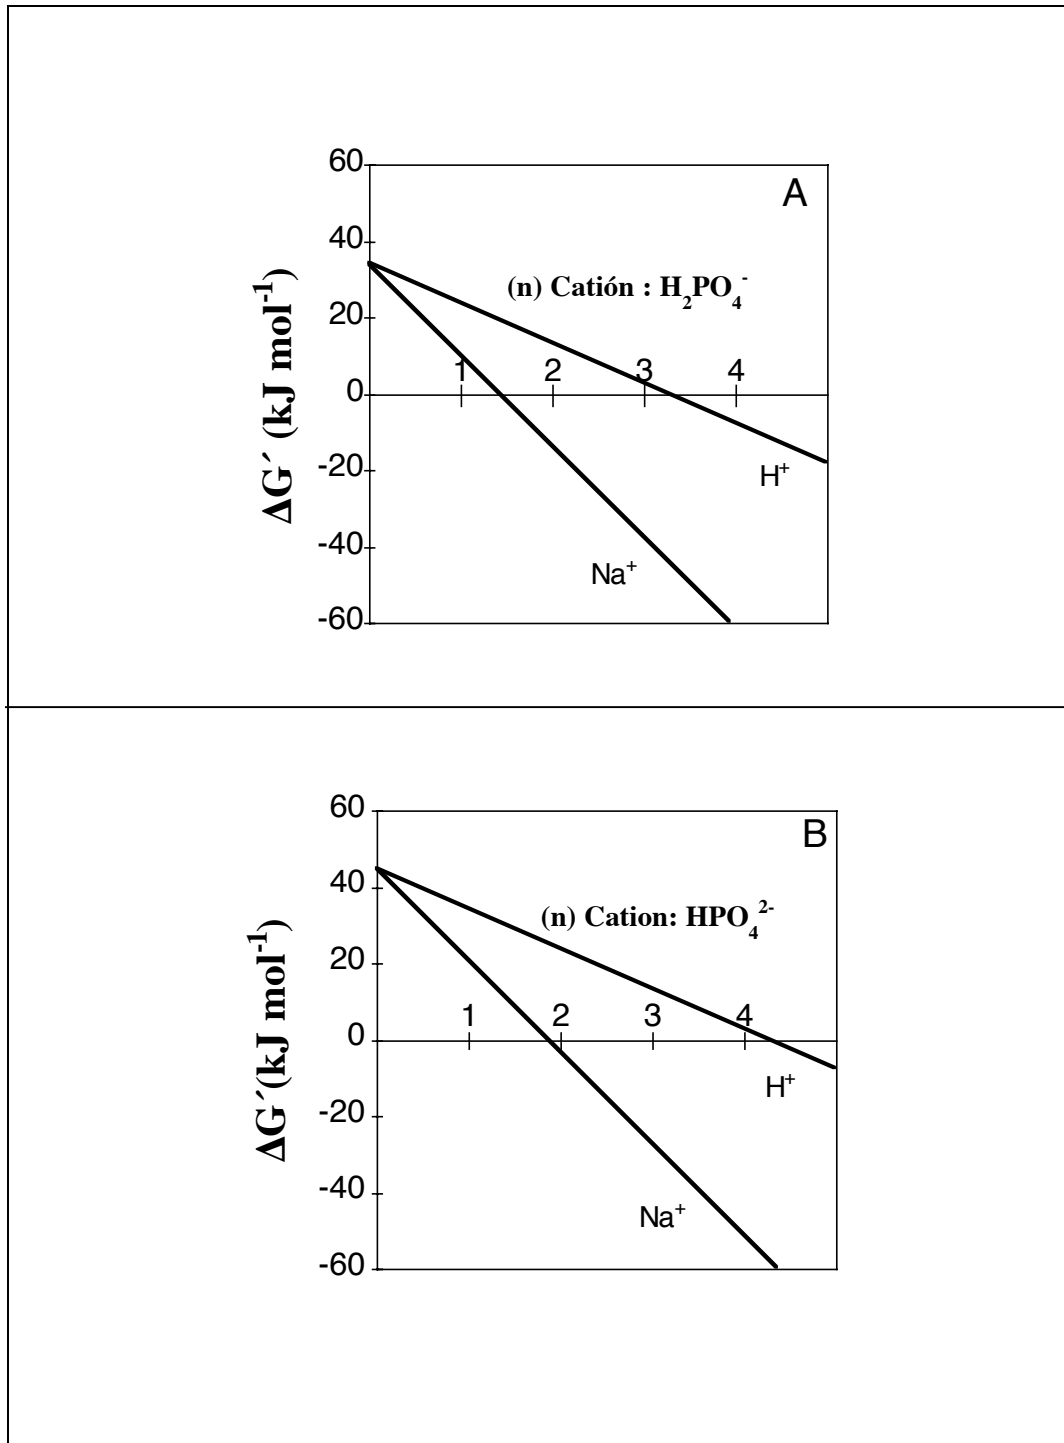 A
60
40
20
0
-20
-40
-60
ΔG´ (kJ mol⁻¹)
(n) Catión : H₂PO₄⁻
1 2 3 4
H⁺
Na⁺
B
60
40
20
0
-20
-40
-60
ΔG´(kJ mol⁻¹)
(n) Cation: HPO₄²⁻
1 2 3 4
H⁺
Na⁺